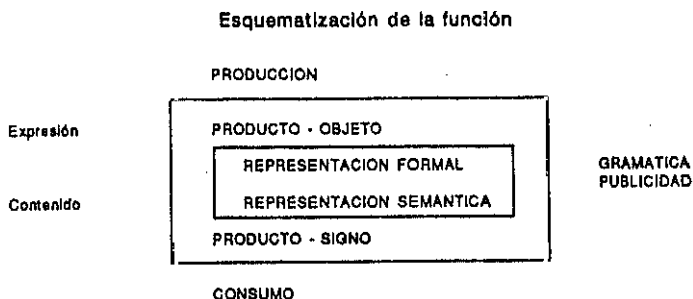 Esquematización de la función
PRODUCCION
Expresión
PRODUCTO - OBJETO
REPRESENTACION FORMAL
GRAMATICA
PUBLICIDAD
Contenido
REPRESENTACION SEMANTICA
PRODUCTO - SIGNO
CONSUMO